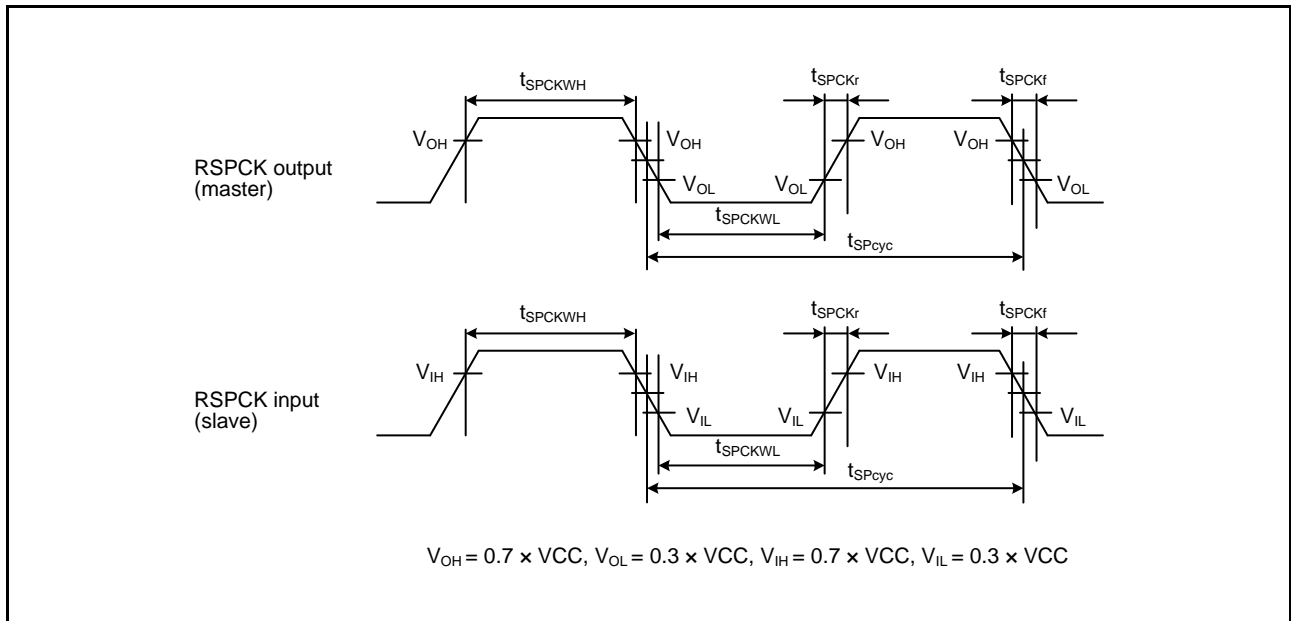 tSPCKWH tSPCKr tSPCKf
VOH VOH VOH VOH
RSPCK output
(master)
VOL VOL VOL
tSPCKWL
tSPcyc
tSPCKWH tSPCKr tSPCKf
VIH VIH VIH VIH
RSPCK input
(slave)
VIL VIL VIL
tSPCKWL
tSPcyc
VOH = 0.7 × VCC, VOL = 0.3 × VCC, VIH = 0.7 × VCC, VIL = 0.3 × VCC